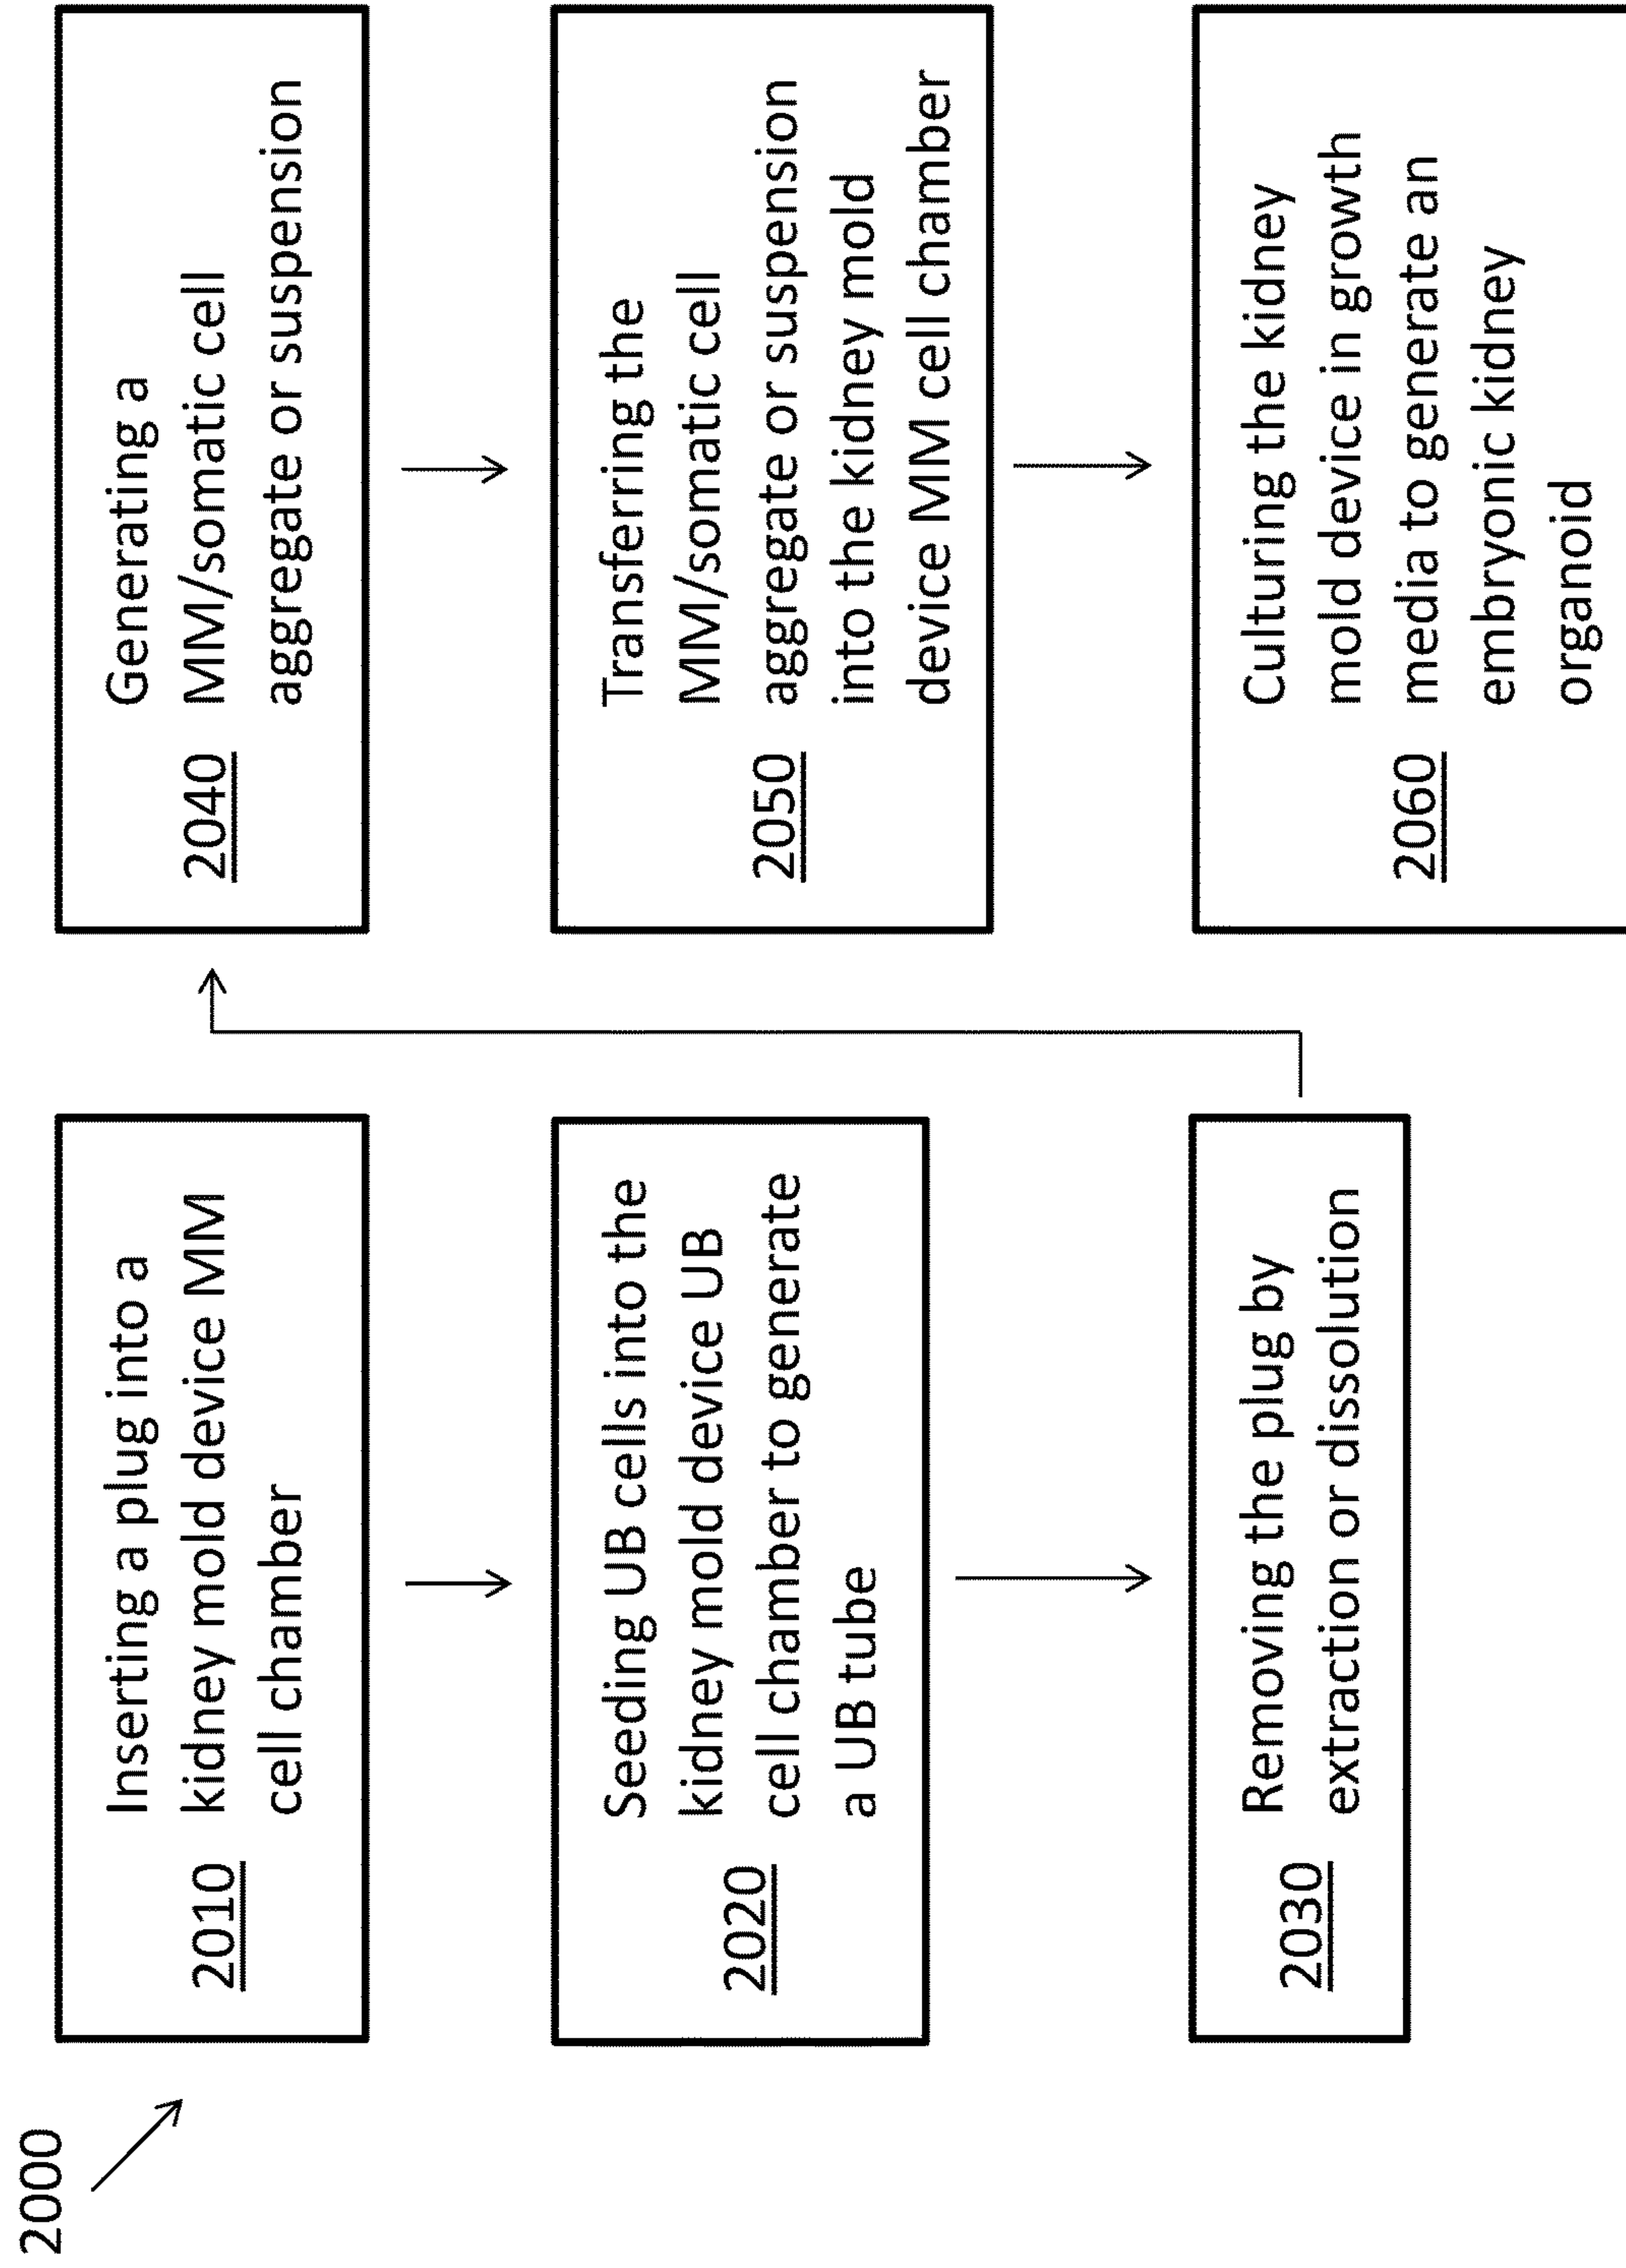 2000
2010
Inserting a plug into a
kidney mold device MM
cell chamber
2020
Seeding UB cells into the
kidney mold device UB
cell chamber to generate
a UB tube
2030
Removing the plug by
extraction or dissolution
2040
Generating a
MM/somatic cell
aggregate or suspension
2050
Transferring the
MM/somatic cell
aggregate or suspension
into the kidney mold
device MM cell chamber
2060
Culturing the kidney
mold device in growth
media to generate an
embryonic kidney
organoid